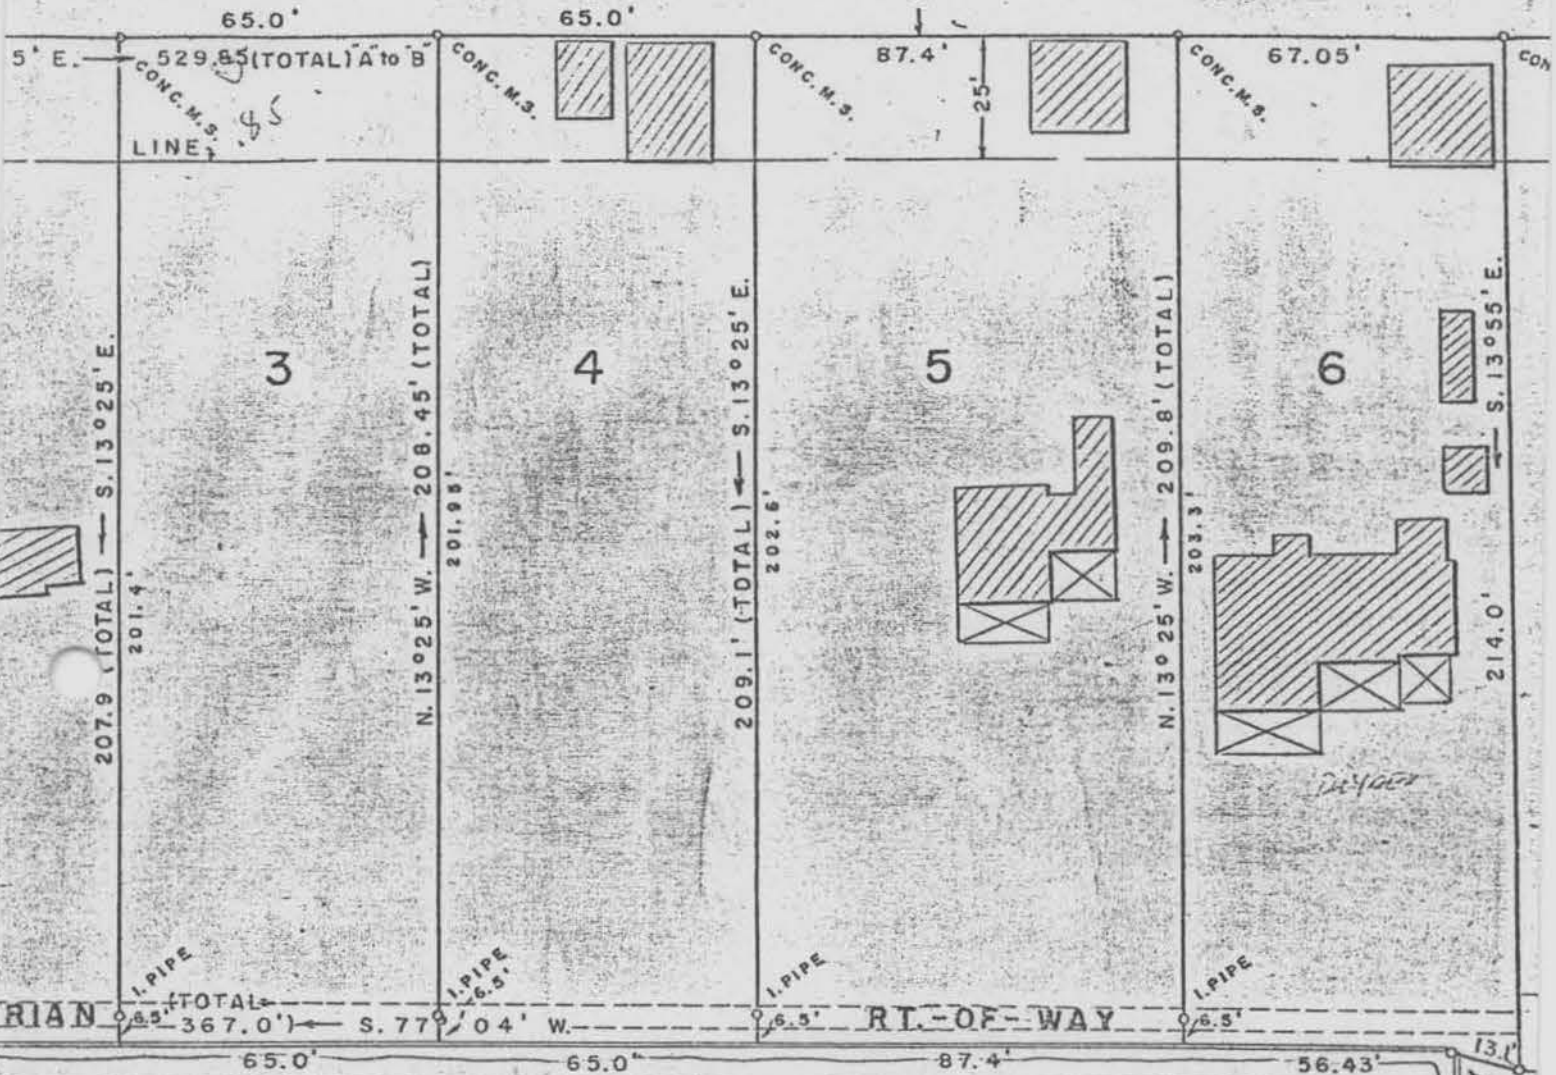 65.0' 65.0'
5' E. 529.85 (TOTAL) "A" to "B" 87.4' 67.05'
CONC. M.S. CONC. M.S. CONC. M.S. CONC. M.S. CON
85
25'
LINE
3 4 5 6
207.9 (TOTAL) S. 13° 25' E.
201.4'
N. 13° 25' W. 208.45' (TOTAL)
201.95'
209.1' (TOTAL) S. 13° 25' E.
202.6'
N. 13° 25' W. 209.8' (TOTAL)
203.3'
214.0' S. 13° 55' E.
I. PIPE I. PIPE I. PIPE I. PIPE
(TOTAL 6.5'
RIAN 6.5' 367.0') S. 77° 04' W. 6.5' RT.-OF-WAY 6.5'
65.0' 65.0" 87.4' 56.43' 13.1'